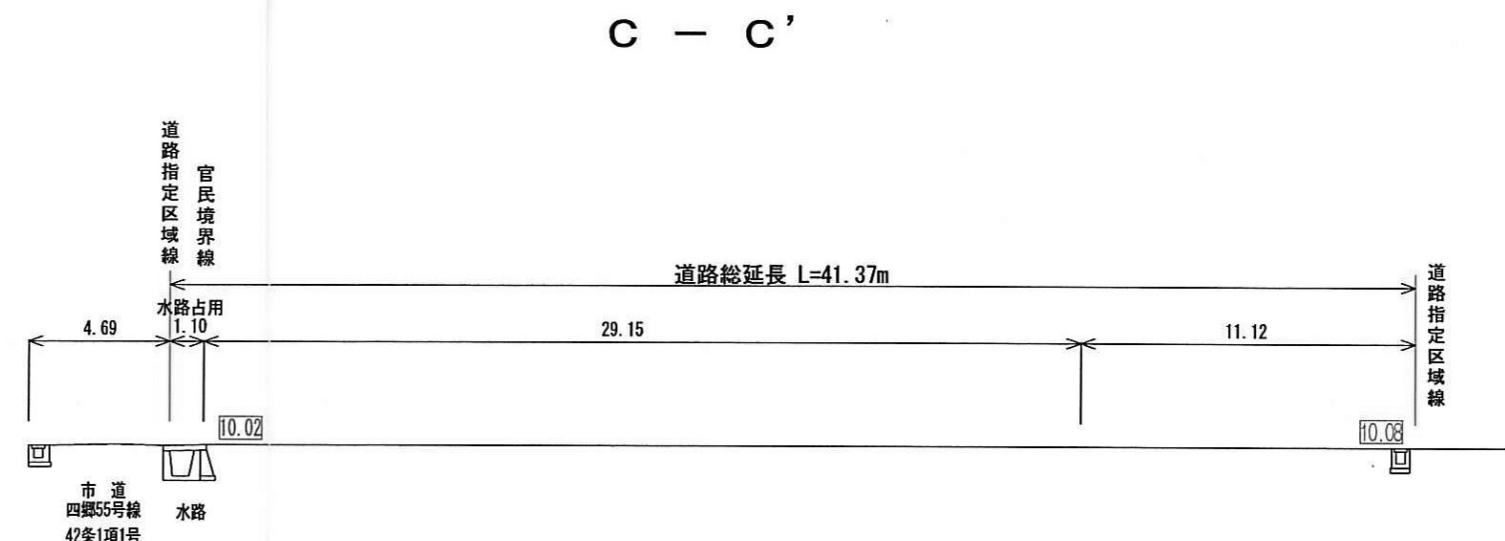 C － C’
道路指定区域線
官民境界線
道路総延長 L=41.37m
道路指定区域線
水路占用
4.69
1.10
29.15
11.12
10.02
10.08
市 道
四郷55号線
42条1項1号
水路